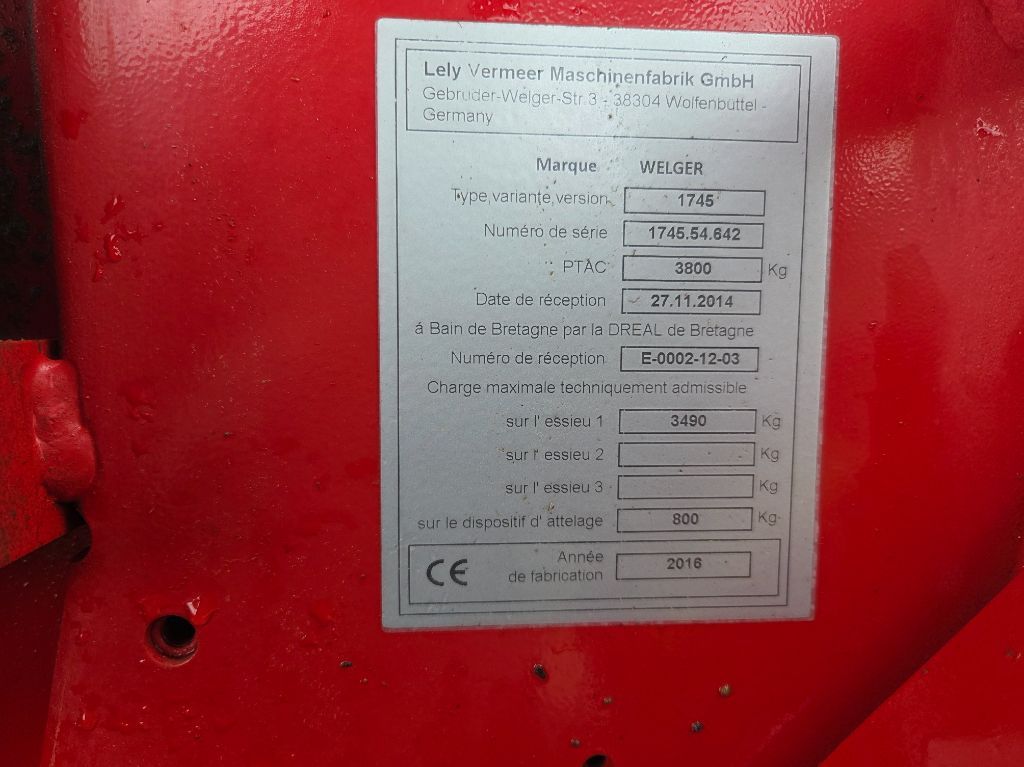 Lely Vermeer Maschinenfabrik GmbH
Gebruder-Welger-Str.3 - 38304 Wolfenbuttel -
Germany
Marque WELGER
Type,variante,version 1745
Numéro de série 1745.54.642
PTAC 3800 Kg
Date de réception 27.11.2014
á Bain de Bretagne par la DREAL de Bretagne
Numéro de réception E-0002-12-03
Charge maximale techniquement admissible
sur l' essieu 1 3490 Kg
sur l' essieu 2 Kg
sur l' essieu 3 Kg
sur le dispositif d' attelage 800 Kg
CE Année
de fabrication 2016